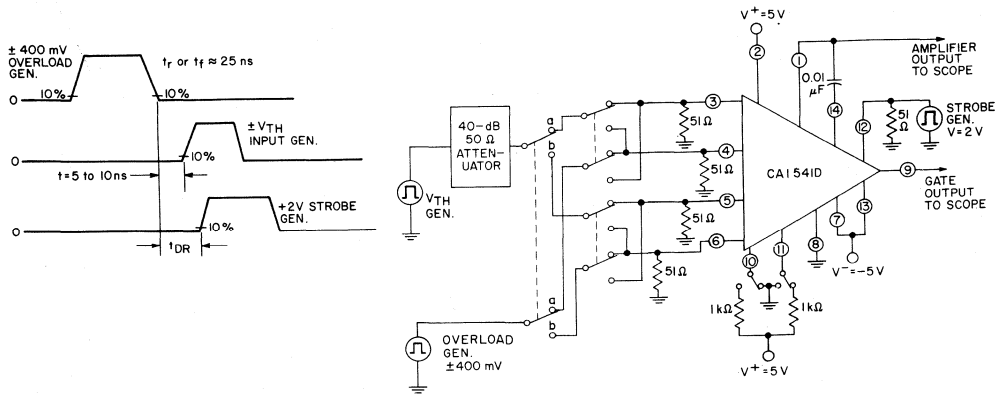 ± 400 mV
OVERLOAD
GEN.
0
10%
10%
tr or tf ≈ 25 ns
± VTH
INPUT GEN.
0
10%
t = 5 to 10 ns
+2V STROBE
GEN.
0
10%
tDR
40-dB
50 Ω
ATTEN-
UATOR
VTH
GEN.
a
b
a
b
OVERLOAD
GEN.
±400 mV
51Ω
51Ω
51Ω
51Ω
3
4
5
6
V+=5V
2
1
0.01
μF
14
AMPLIFIER
OUTPUT
TO SCOPE
12
51
Ω
STROBE
GEN.
V=2V
CA1541D
9
GATE
OUTPUT
TO SCOPE
10
11
8
7
13
V-=-5V
1kΩ
1kΩ
V+=5V